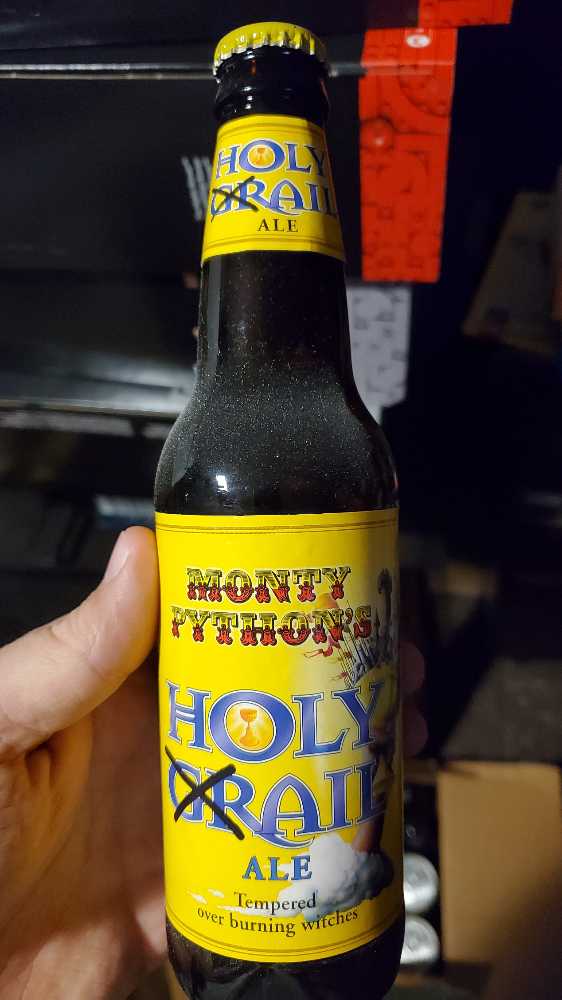 HOLY
GRAIL
ALE
MONTY
PYTHON'S
HOLY
GRAIL
ALE
Tempered
over burning witches